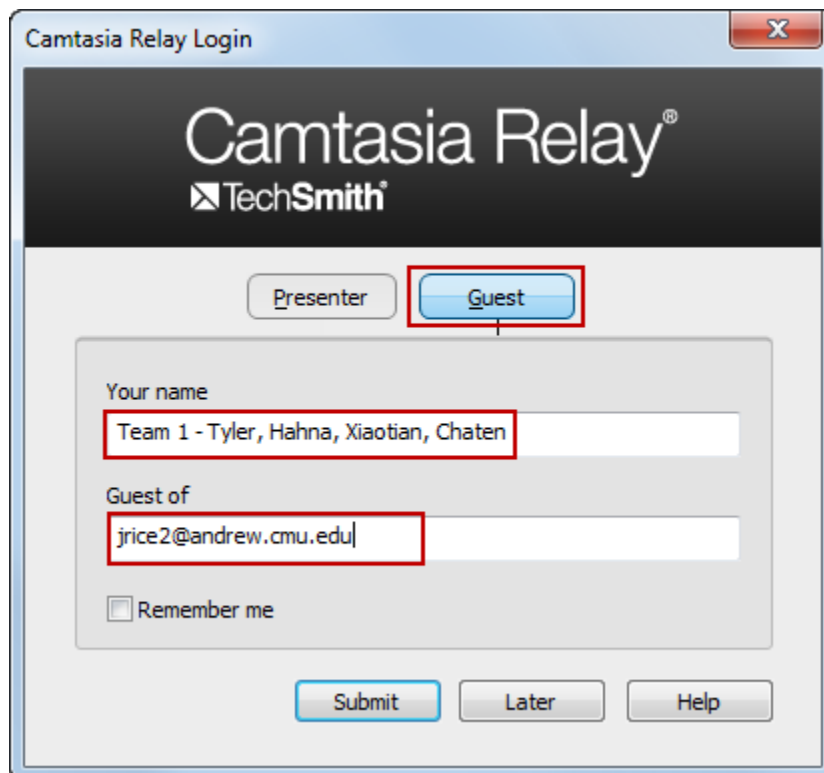 Camtasia Relay Login
Camtasia Relay®
TechSmith®
Presenter Guest
Your name
Team 1 - Tyler, Hahna, Xiaotian, Chaten
Guest of
jrice2@andrew.cmu.edu
Remember me
Submit Later Help